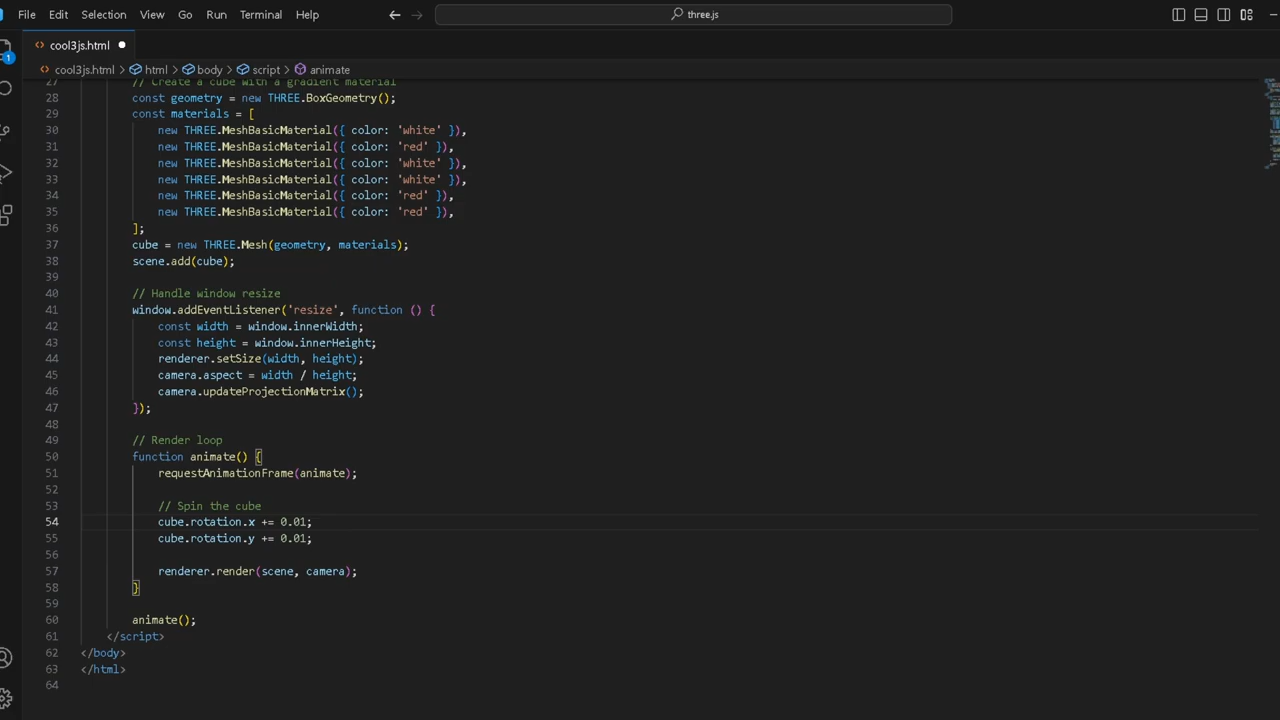 File Edit Selection View Go Run Terminal Help
three.js
cool3js.html
1
cool3js.html > html > body > script > animate
27 // Create a cube with a gradient material
28 const geometry = new THREE.BoxGeometry();
29 const materials = [
30 new THREE.MeshBasicMaterial({ color: 'white' }),
31 new THREE.MeshBasicMaterial({ color: 'red' }),
32 new THREE.MeshBasicMaterial({ color: 'white' }),
33 new THREE.MeshBasicMaterial({ color: 'white' }),
34 new THREE.MeshBasicMaterial({ color: 'red' }),
35 new THREE.MeshBasicMaterial({ color: 'red' }),
36 ];
37 cube = new THREE.Mesh(geometry, materials);
38 scene.add(cube);
39
40 // Handle window resize
41 window.addEventListener('resize', function () {
42 const width = window.innerWidth;
43 const height = window.innerHeight;
44 renderer.setSize(width, height);
45 camera.aspect = width / height;
46 camera.updateProjectionMatrix();
47 });
48
49 // Render loop
50 function animate() {
51 requestAnimationFrame(animate);
52
53 // Spin the cube
54 cube.rotation.x += 0.01;
55 cube.rotation.y += 0.01;
56
57 renderer.render(scene, camera);
58 }
59
60 animate();
61 </script>
62 </body>
63 </html>
64